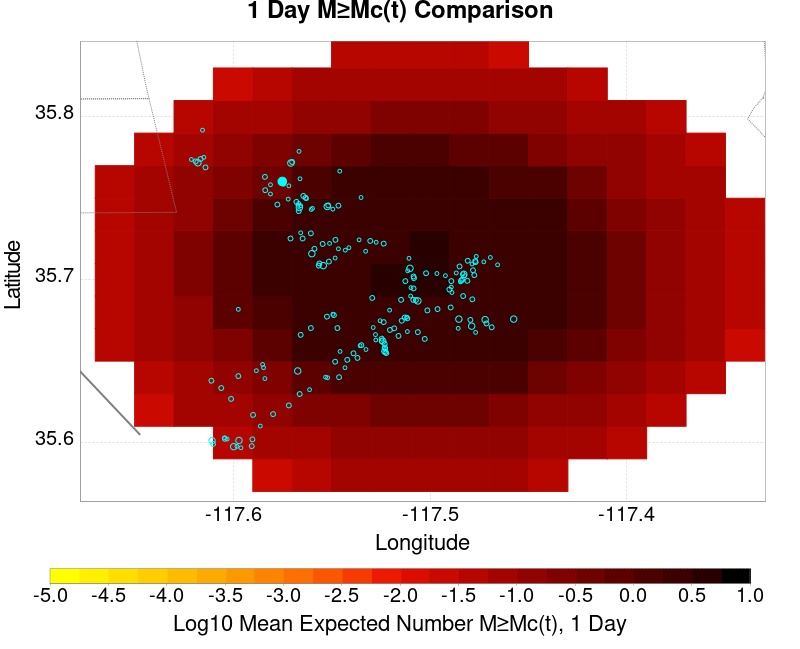 1 Day M≥Mc(t) Comparison
35.8
35.7
35.6
Latitude
-117.6 -117.5 -117.4
Longitude
-5.0 -4.5 -4.0 -3.5 -3.0 -2.5 -2.0 -1.5 -1.0 -0.5 0.0 0.5 1.0
Log10 Mean Expected Number M≥Mc(t), 1 Day